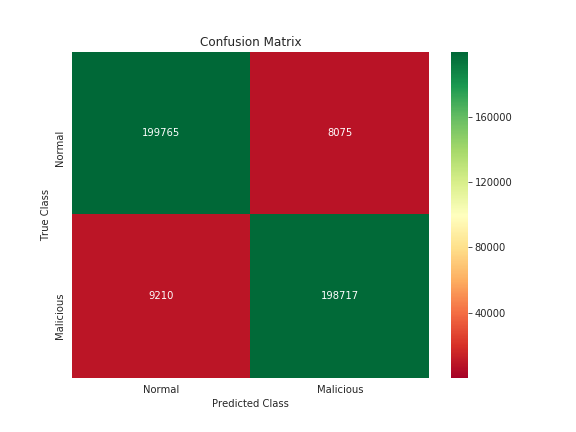 Confusion Matrix
True Class
Normal
199765
8075
Malicious
9210
198717
Normal
Malicious
Predicted Class
160000
120000
80000
40000